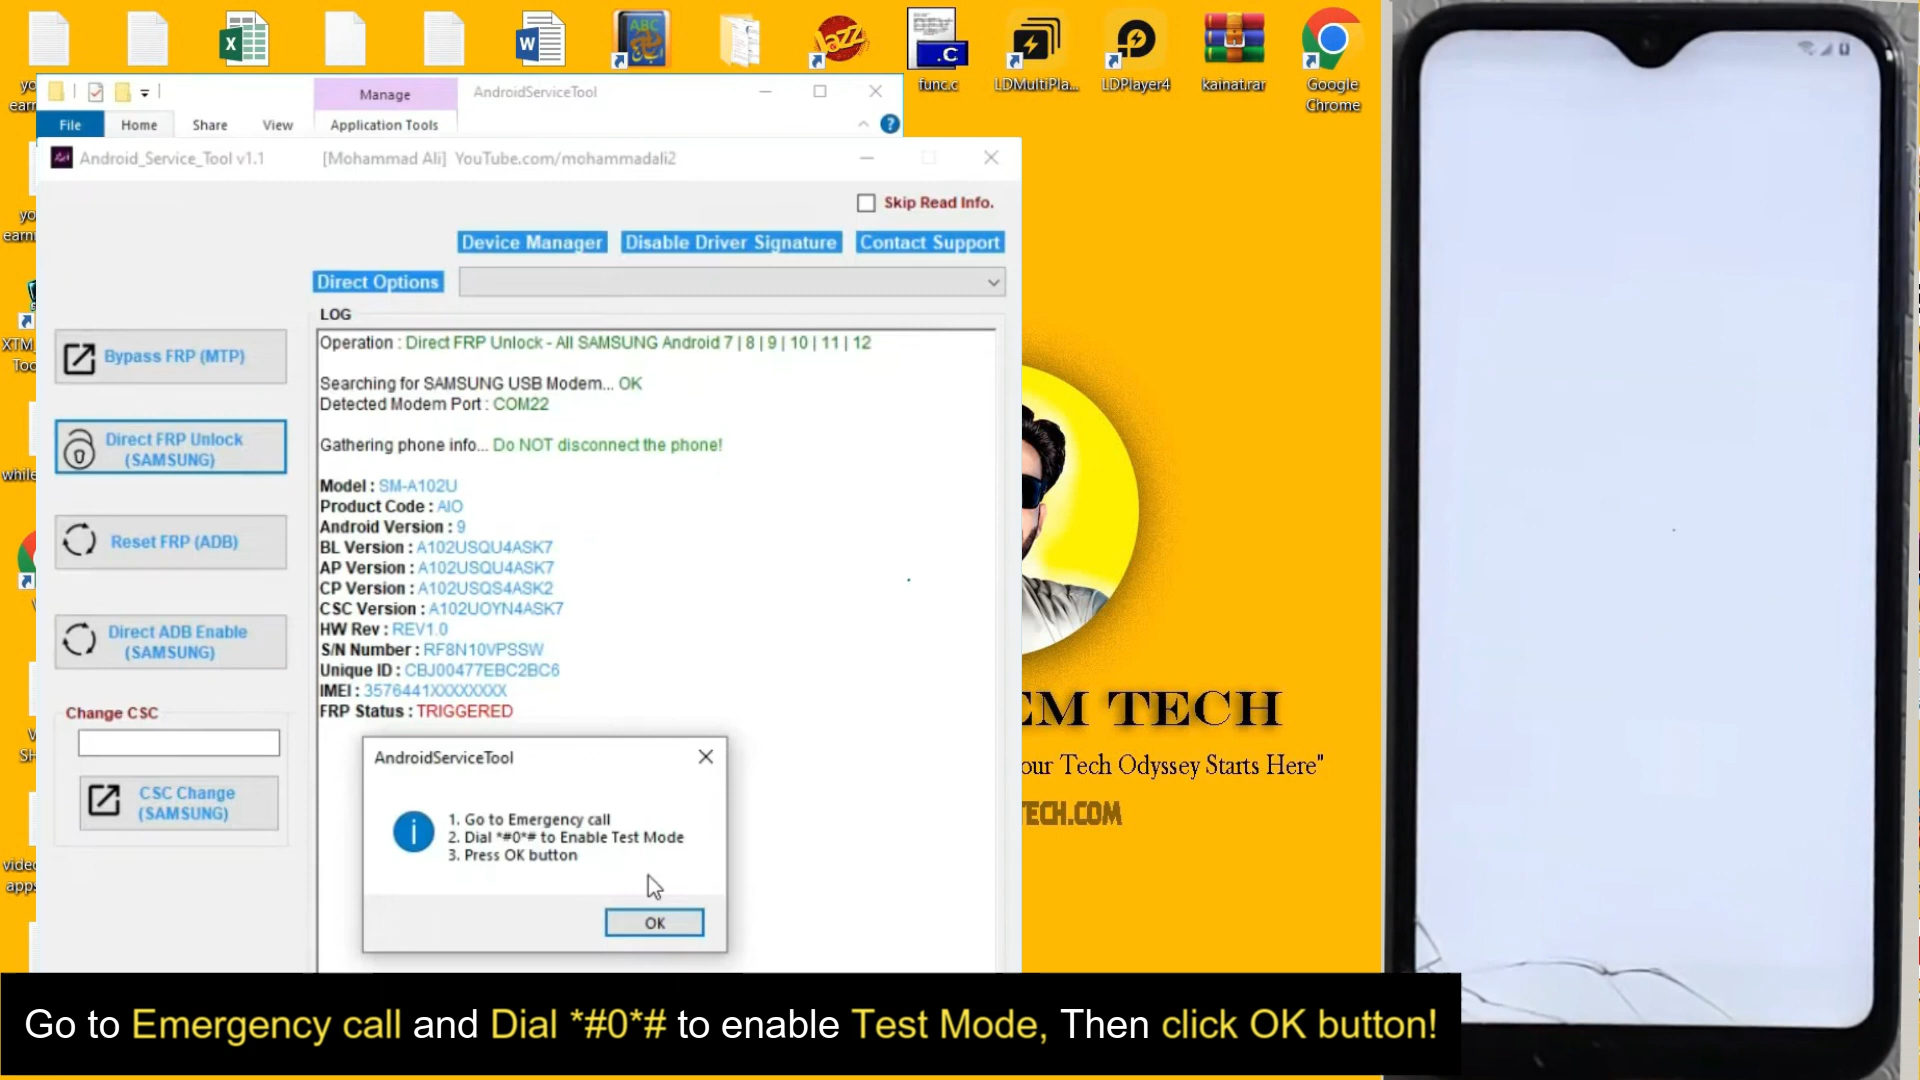 func.c
LDMultiPla...
LDPlayer4
kainatirar
Google
Chrome
Manage
AndroidServiceTool
File
Home
Share
View
Application Tools
Android_Service_Tool v1.1
[Mohammad Ali]
YouTube.com/mohammadali2
Skip Read Info.
Device Manager
Disable Driver Signature
Contact Support
Direct Options
LOG
Bypass FRP (MTP)
Direct FRP Unlock
(SAMSUNG)
Reset FRP (ADB)
Direct ADB Enable
(SAMSUNG)
Change CSC
CSC Change
(SAMSUNG)
Operation : Direct FRP Unlock - All SAMSUNG Android 7 | 8 | 9 | 10 | 11 | 12
Searching for SAMSUNG USB Modem... OK
Detected Modem Port : COM22
Gathering phone info... Do NOT disconnect the phone!
Model : SM-A102U
Product Code : AIO
Android Version : 9
BL Version : A102USQU4ASK7
AP Version : A102USQU4ASK7
CP Version : A102USQS4ASK2
CSC Version : A102UOYN4ASK7
HW Rev : REV1.0
S/N Number : RF8N10VPSSW
Unique ID : CBJ00477EBC2BC6
IMEI : 3576441XXXXXXXX
FRP Status : TRIGGERED
AndroidServiceTool
1. Go to Emergency call
2. Dial *#0*# to Enable Test Mode
3. Press OK button
OK
EM TECH
our Tech Odyssey Starts Here"
TECH.COM
Go to Emergency call and Dial *#0*# to enable Test Mode, Then click OK button!